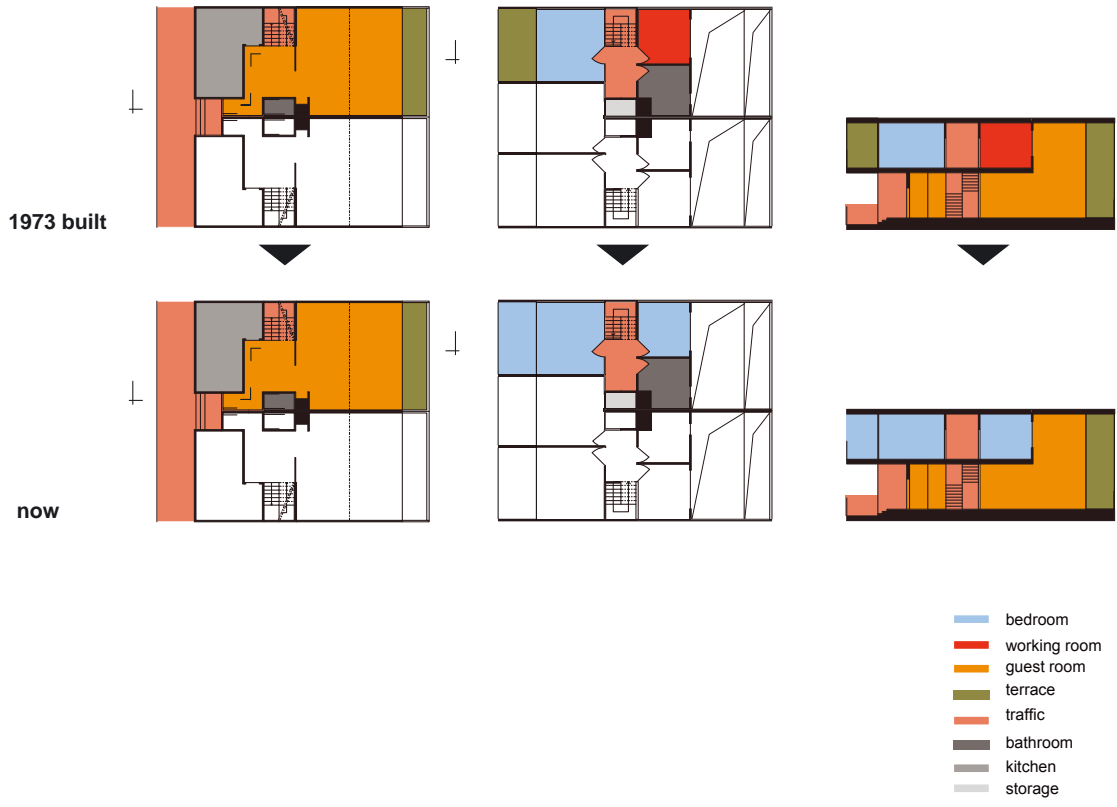 1973 built
now
bedroom
working room
guest room
terrace
traffic
bathroom
kitchen
storage